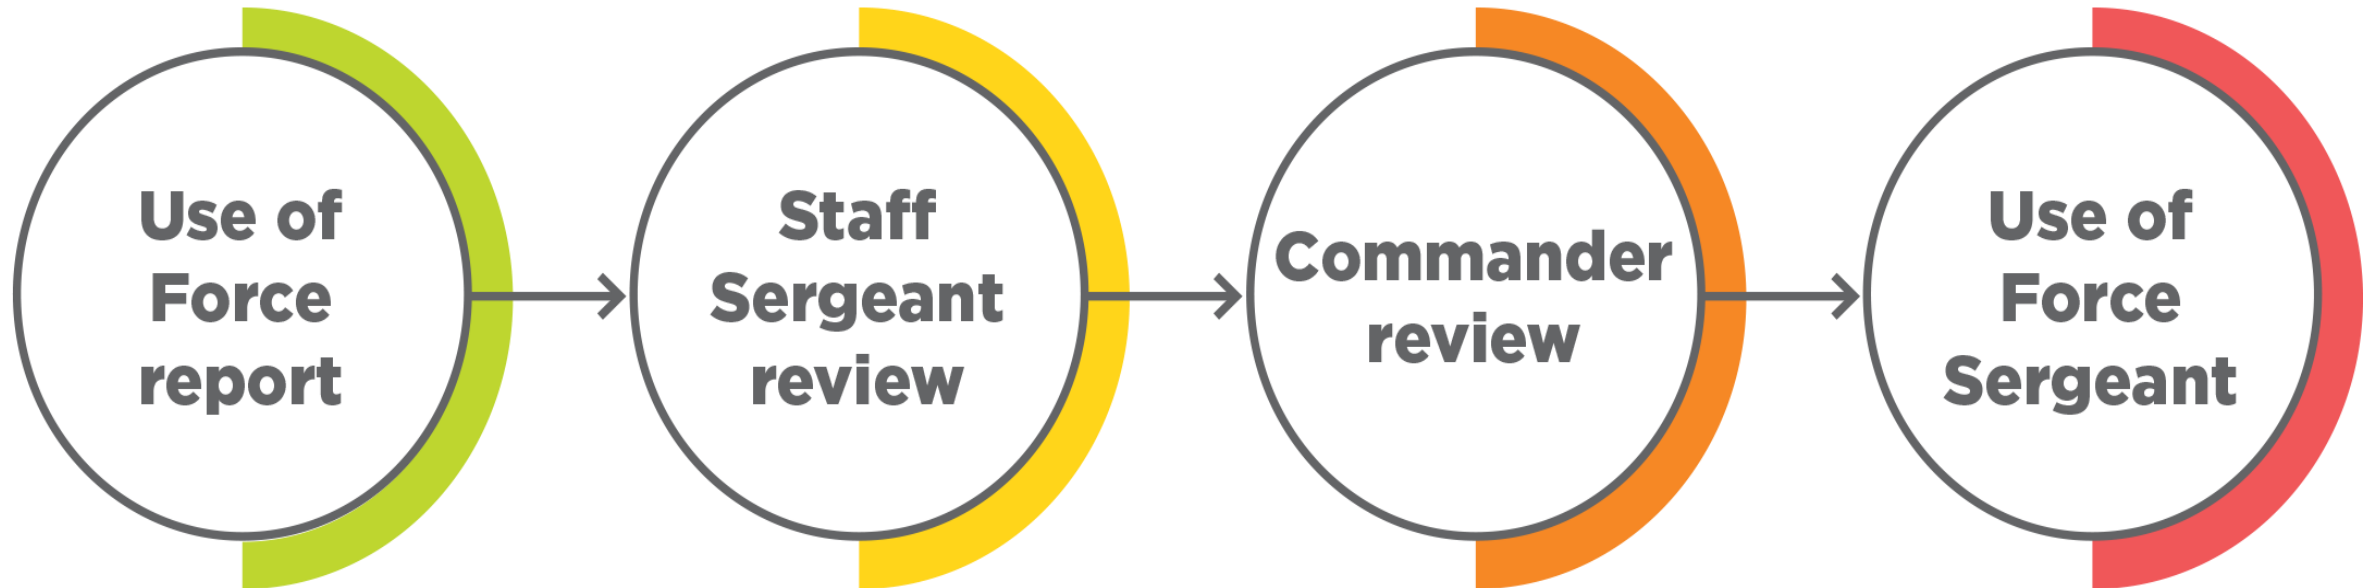 Use of
Force
report
Staff
Sergeant
review
Commander
review
Use of
Force
Sergeant